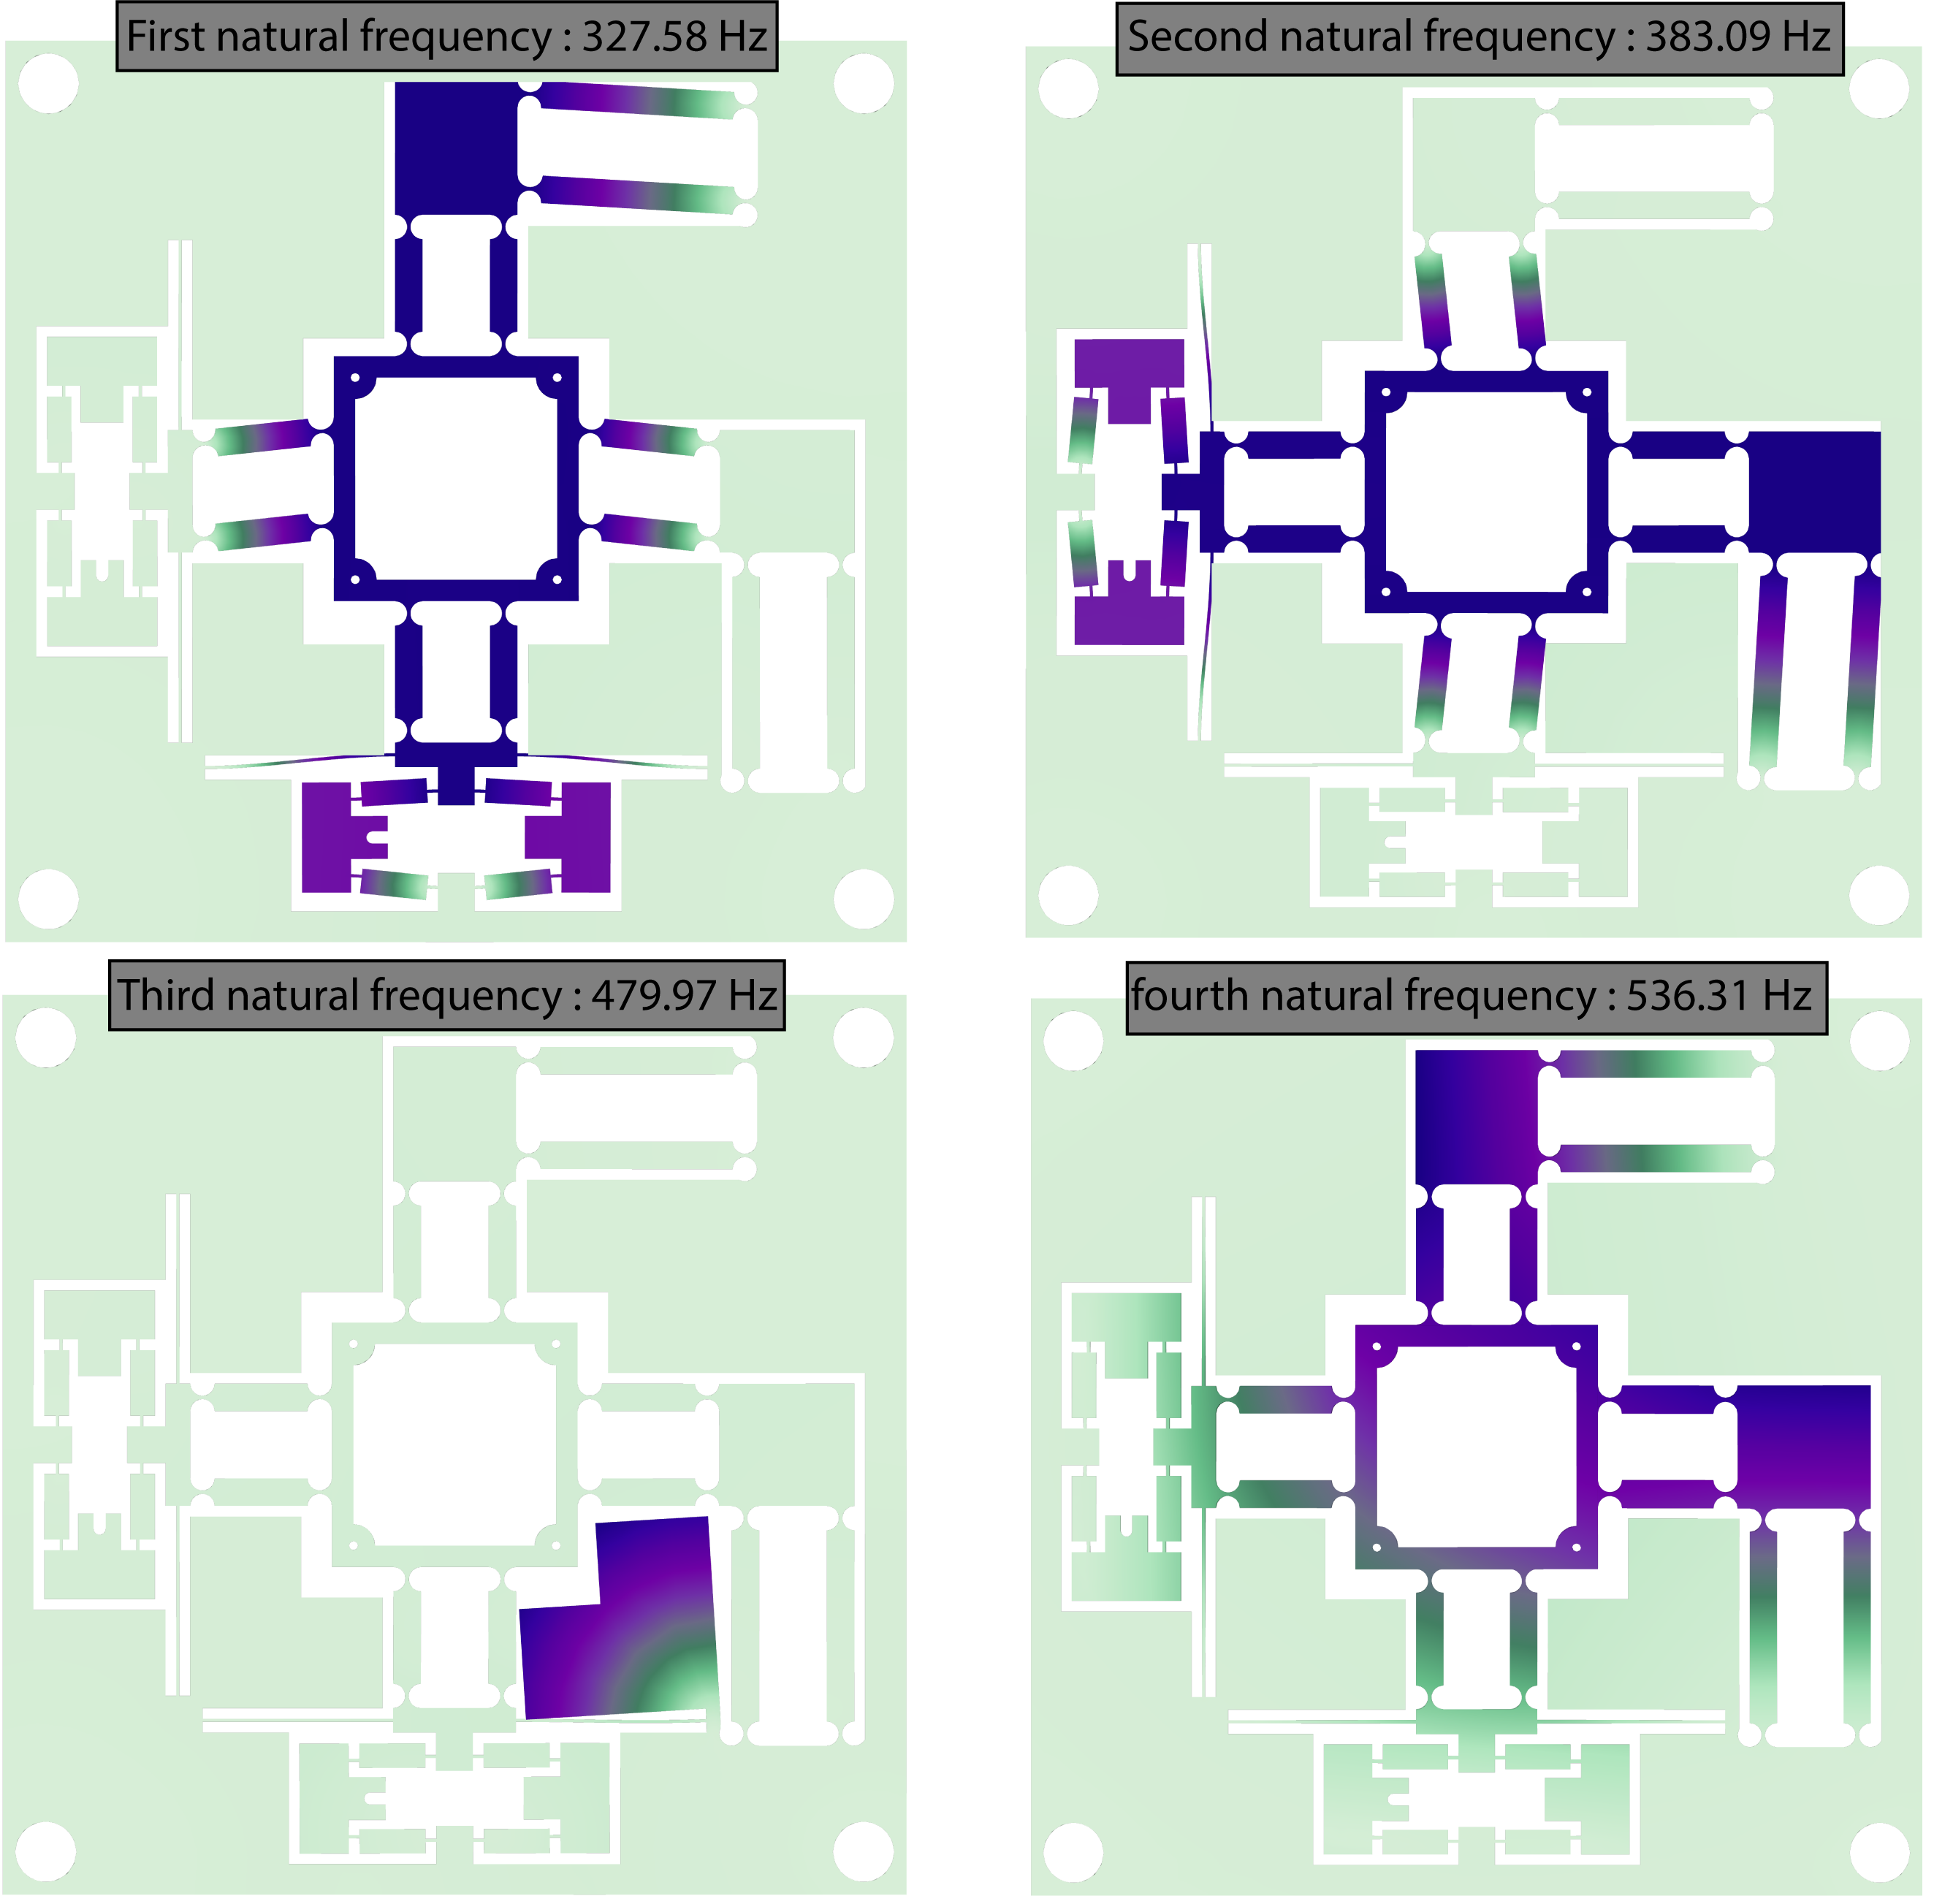 First natural frequency : 327.58 Hz
Second natural frequency : 383.09 Hz
Third natural frequency : 479.97 Hz
fourth natural frequency : 536.31 Hz